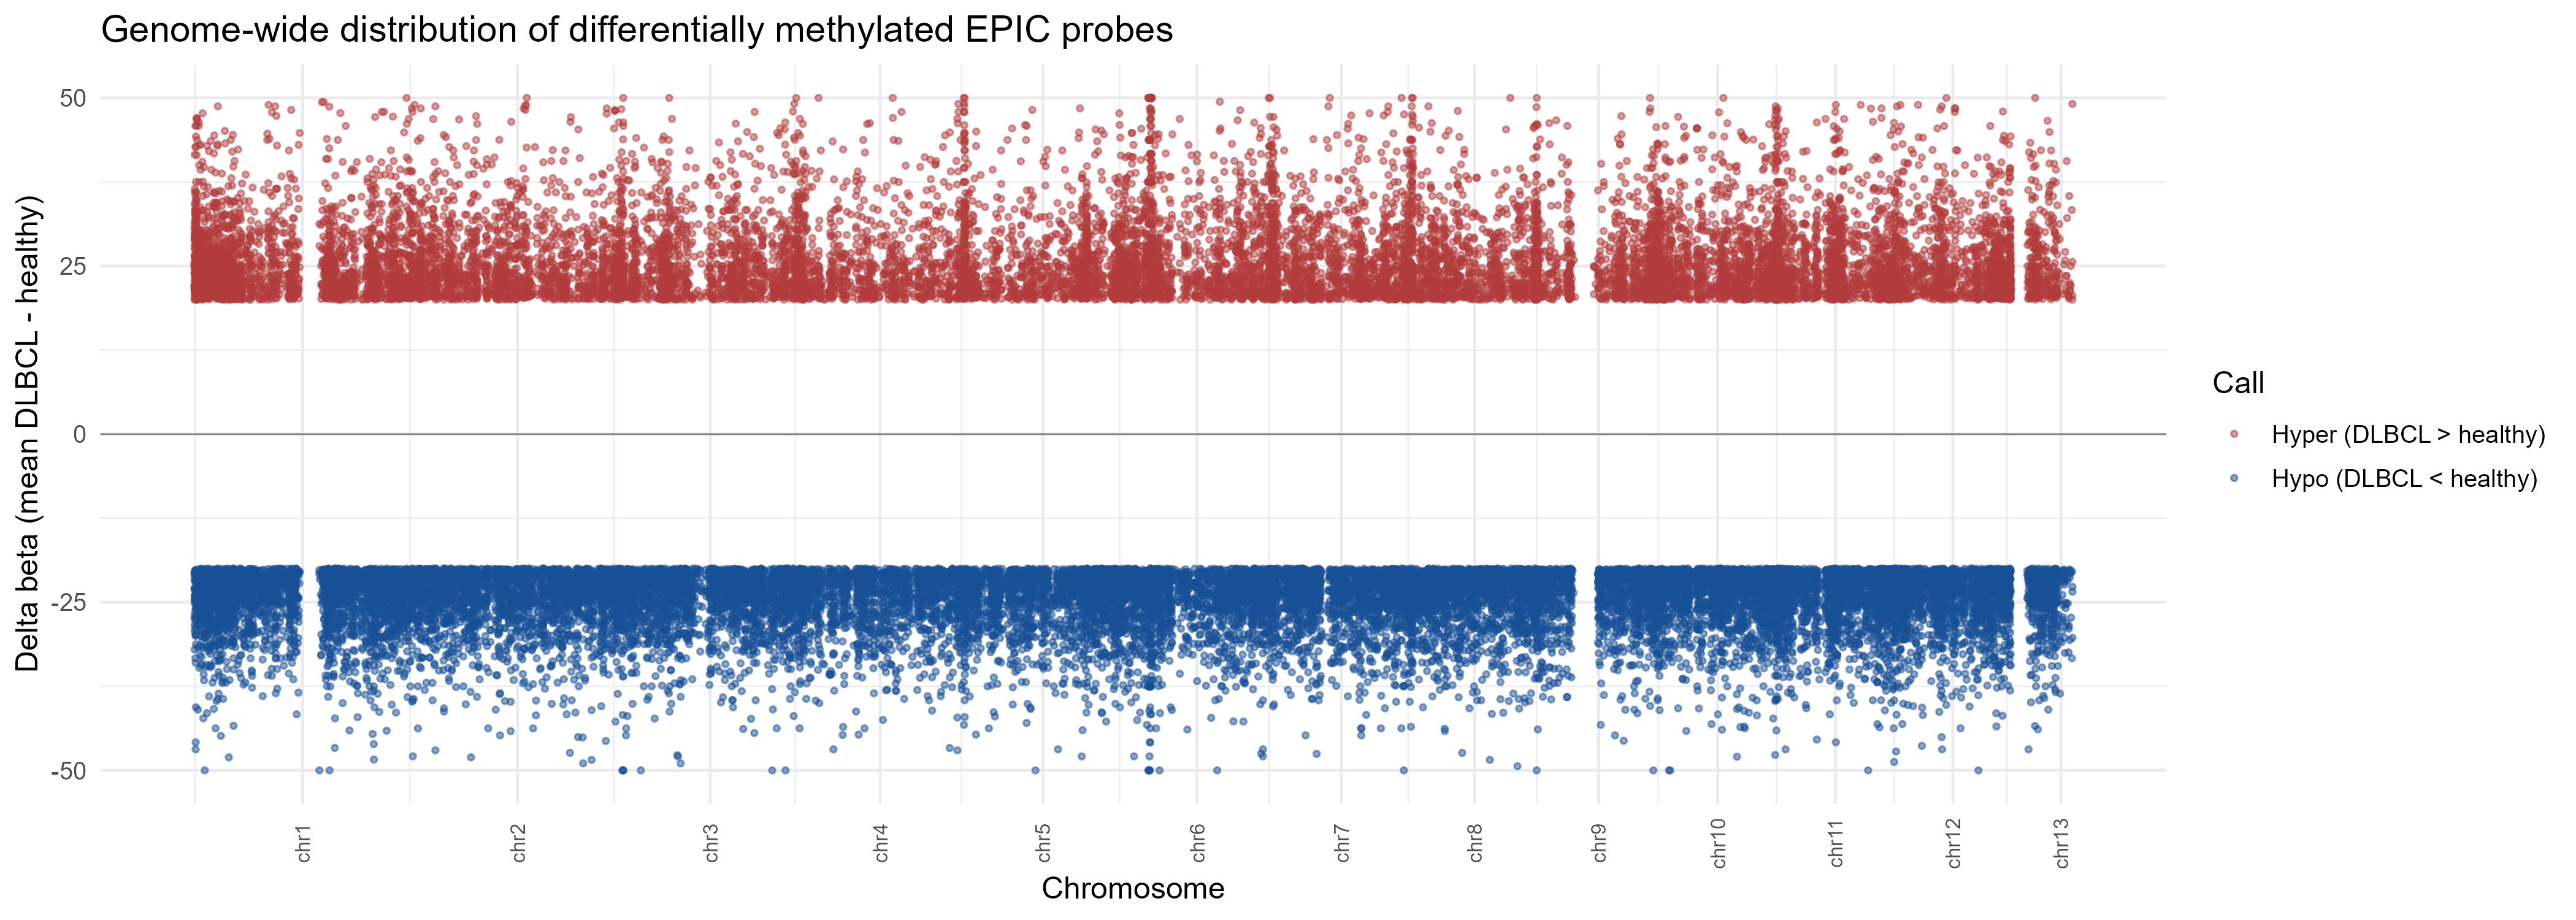 Genome-wide distribution of differentially methylated EPIC probes
Delta beta (mean DLBCL - healthy)
50
25
0
-25
-50
chr1
chr2
chr3
chr4
chr5
chr6
chr7
chr8
chr9
chr10
chr11
chr12
chr13
Chromosome
Call
Hyper (DLBCL > healthy)
Hypo (DLBCL < healthy)